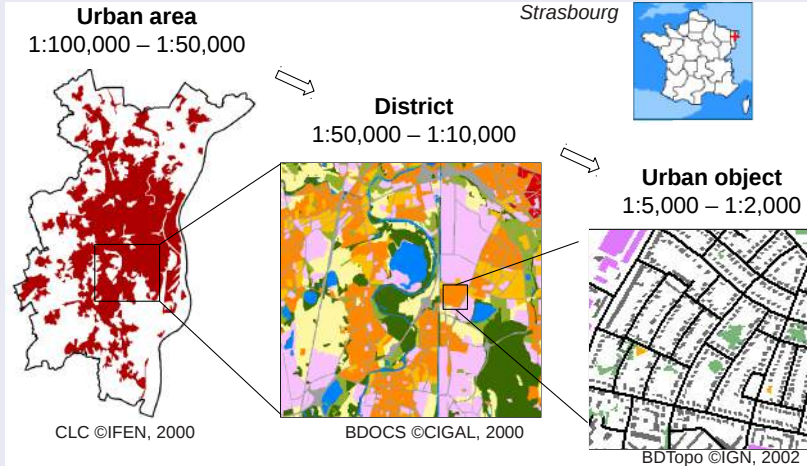 Urban area
1:100,000 – 1:50,000
Strasbourg
District
1:50,000 – 1:10,000
Urban object
1:5,000 – 1:2,000
CLC ©IFEN, 2000
BDOCS ©CIGAL, 2000
BDTopo ©IGN, 2002